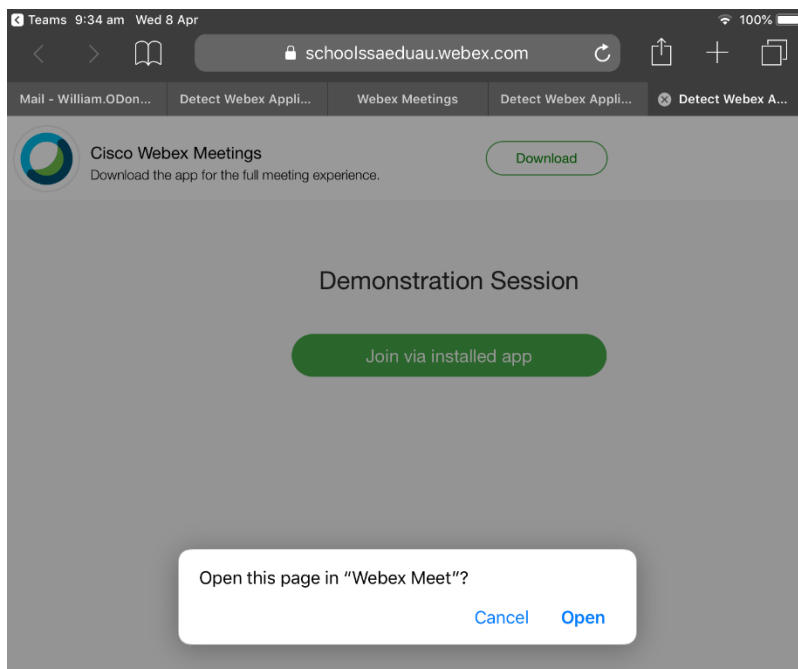 Teams 9:34 am Wed 8 Apr 100%
schoolssaeduau.webex.com
Mail - William.ODon... Detect Webex Appli... Webex Meetings Detect Webex Appli... Detect Webex A...
Cisco Webex Meetings
Download the app for the full meeting experience.
Download
Demonstration Session
Join via installed app
Open this page in “Webex Meet”?
Cancel Open